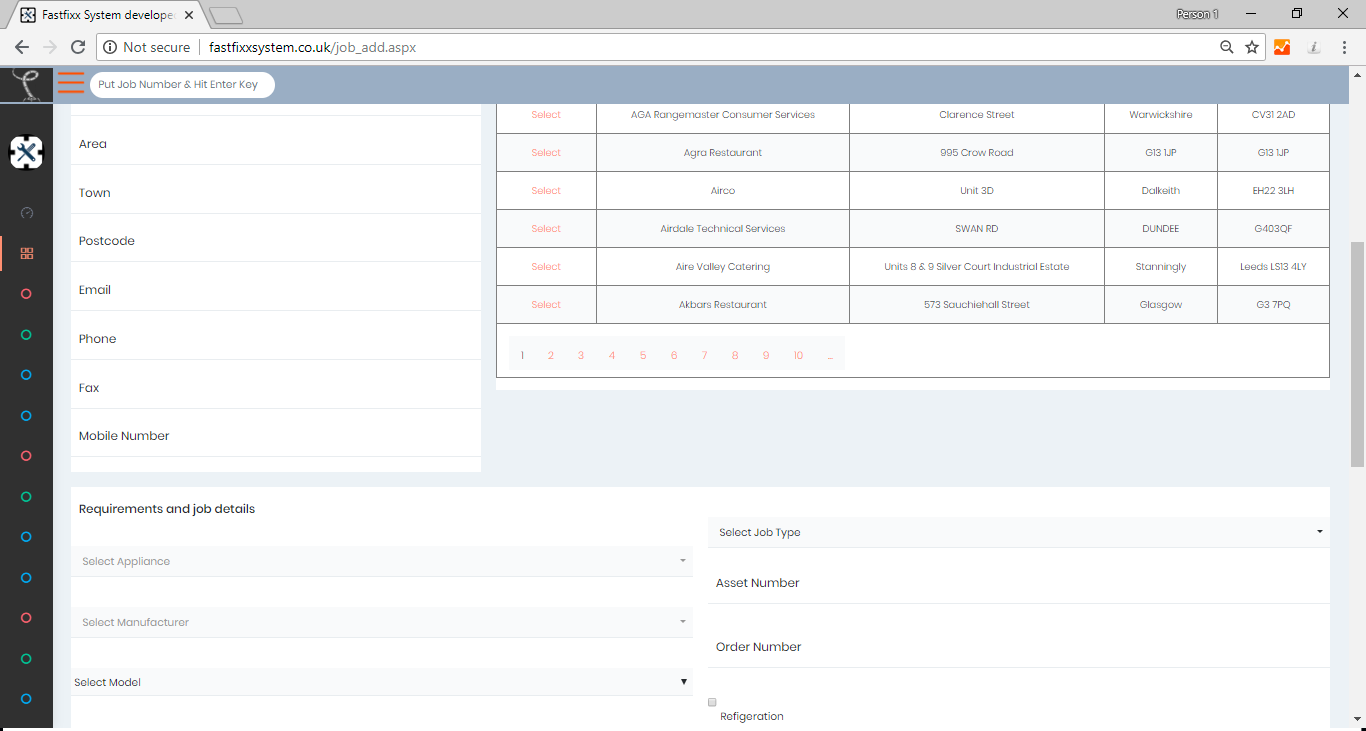 Fastfixx System develope
Person 1
Not secure
fastfixxsystem.co.uk/job_add.aspx
Put Job Number & Hit Enter Key
Area
Town
Postcode
Email
Phone
Fax
Mobile Number
Select AGA Rangemaster Consumer Services Clarence Street Warwickshire CV31 2AD
Select Agra Restaurant 995 Crow Road G13 1JP G13 1JP
Select Airco Unit 3D Dalkeith EH22 3LH
Select Airdale Technical Services SWAN RD DUNDEE G403QF
Select Aire Valley Catering Units 8 & 9 Silver Court Industrial Estate Stanningly Leeds LS13 4LY
Select Akbars Restaurant 573 Sauchiehall Street Glasgow G3 7PQ
1 2 3 4 5 6 7 8 9 10 ...
Requirements and job details
Select Appliance
Select Manufacturer
Select Model
Select Job Type
Asset Number
Order Number
Refigeration